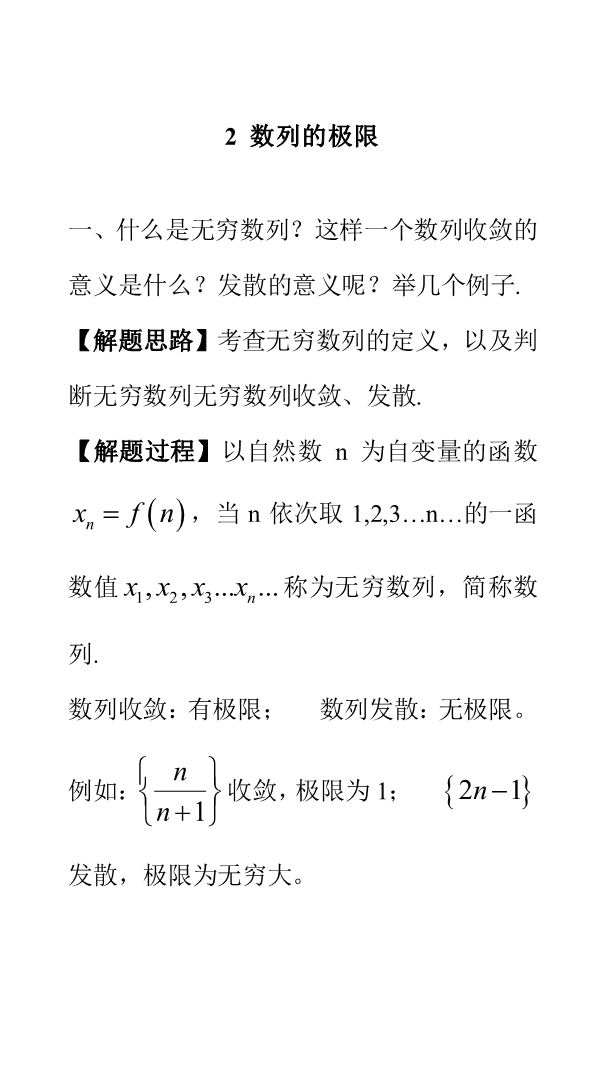 2 数列的极限
一、什么是无穷数列？这样一个数列收敛的
意义是什么？发散的意义呢？举几个例子.
【解题思路】考查无穷数列的定义，以及判
断无穷数列无穷数列收敛、发散.
【解题过程】以自然数 n 为自变量的函数
$x_n = f(n)$，当 n 依次取 1,2,3…n…的一函
数值 $x_1, x_2, x_3 ... x_n ...$ 称为无穷数列，简称数
列.
数列收敛：有极限； 数列发散：无极限。
例如：$\left\{\frac{n}{n+1}\right\}$ 收敛，极限为 1； $\{2n-1\}$
发散，极限为无穷大。